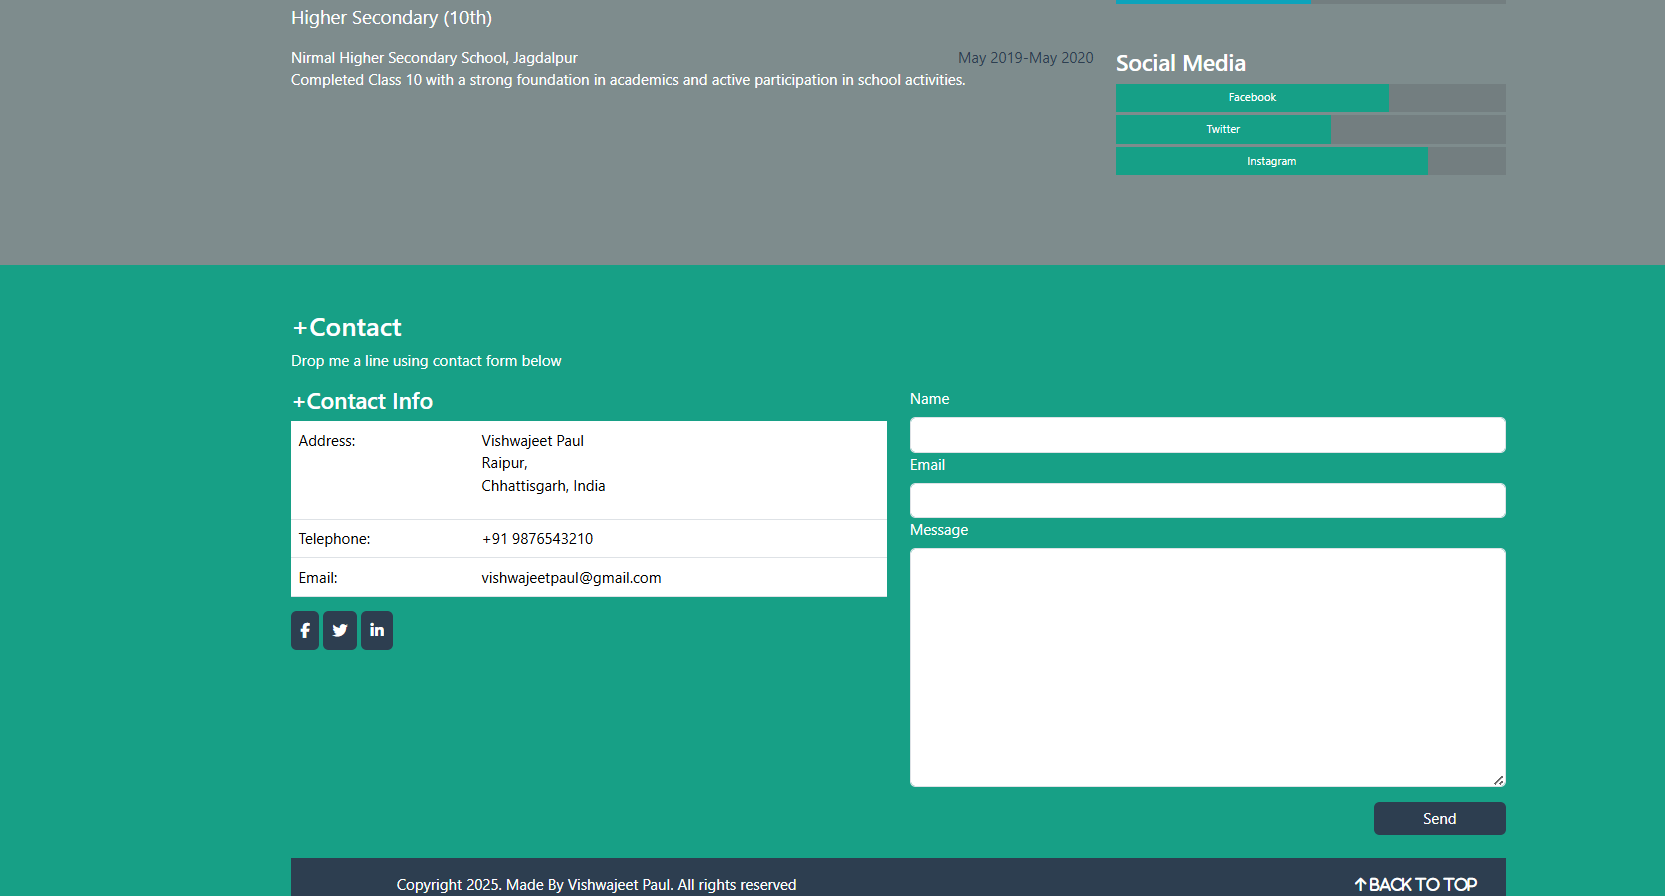 Higher Secondary (10th)
Nirmal Higher Secondary School, Jagdalpur
May 2019-May 2020
Completed Class 10 with a strong foundation in academics and active participation in school activities.
Social Media
Facebook
Twitter
Instagram
+Contact
Drop me a line using contact form below
+Contact Info
Address:
Vishwajeet Paul
Raipur,
Chhattisgarh, India
Telephone:
+91 9876543210
Email:
vishwajeetpaul@gmail.com
Name
Email
Message
Send
Copyright 2025. Made By Vishwajeet Paul. All rights reserved
BACK TO TOP